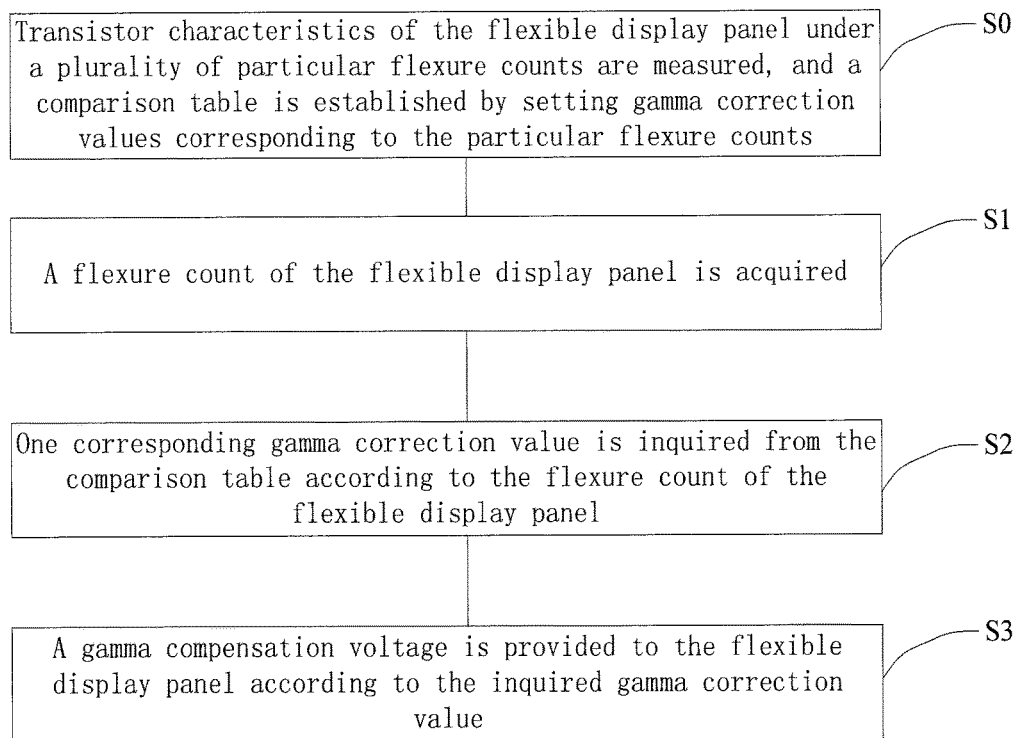 Transistor characteristics of the flexible display panel under
a plurality of particular flexure counts are measured, and a
comparison table is established by setting gamma correction
values corresponding to the particular flexure counts
S0
A flexure count of the flexible display panel is acquired
S1
One corresponding gamma correction value is inquired from the
comparison table according to the flexure count of the
flexible display panel
S2
A gamma compensation voltage is provided to the flexible
display panel according to the inquired gamma correction
value
S3